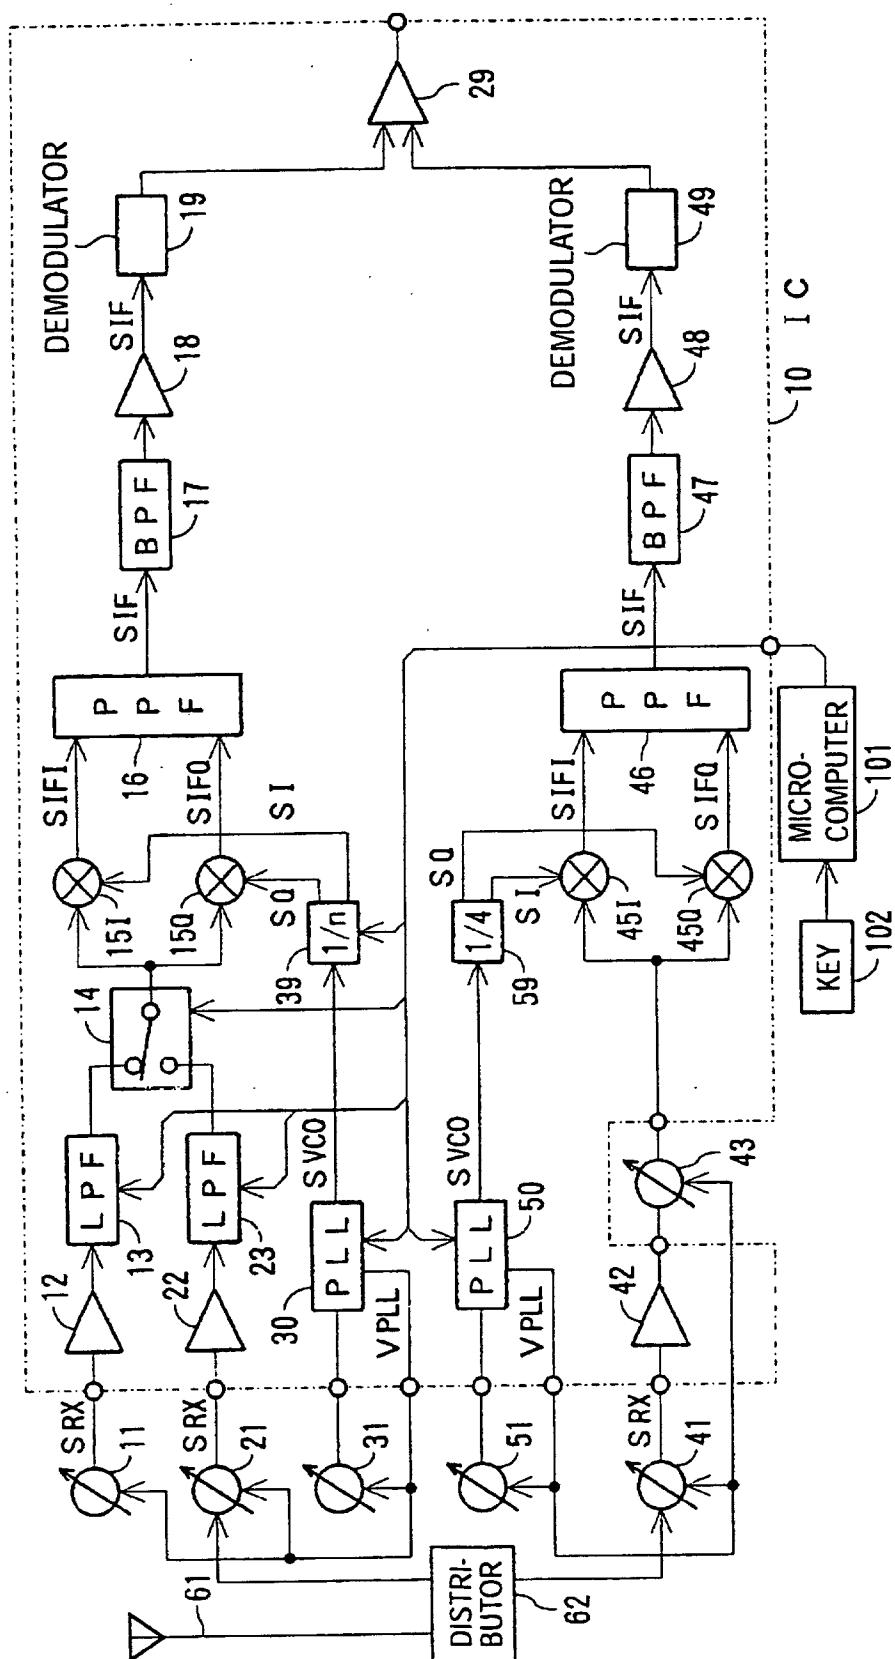 61
DISTRI-
BUTOR
62
SRX
11
12
LPF
13
14
15I
SIFI
PPF
16
SIF
BPF
17
18
SIF
DEMODULATOR
19
SRX
21
22
LPF
23
15Q
SIFQ
SI
SQ
1/n
39
31
PLL
30
SVCO
VPLL
29
51
PLL
50
SVCO
VPLL
1/4
59
SQ
SI
45I
SIFI
PPF
46
SIF
BPF
47
48
SIF
DEMODULATOR
49
45Q
SIFQ
SRX
41
42
43
KEY
102
MICRO-
COMPUTER
101
10 IC